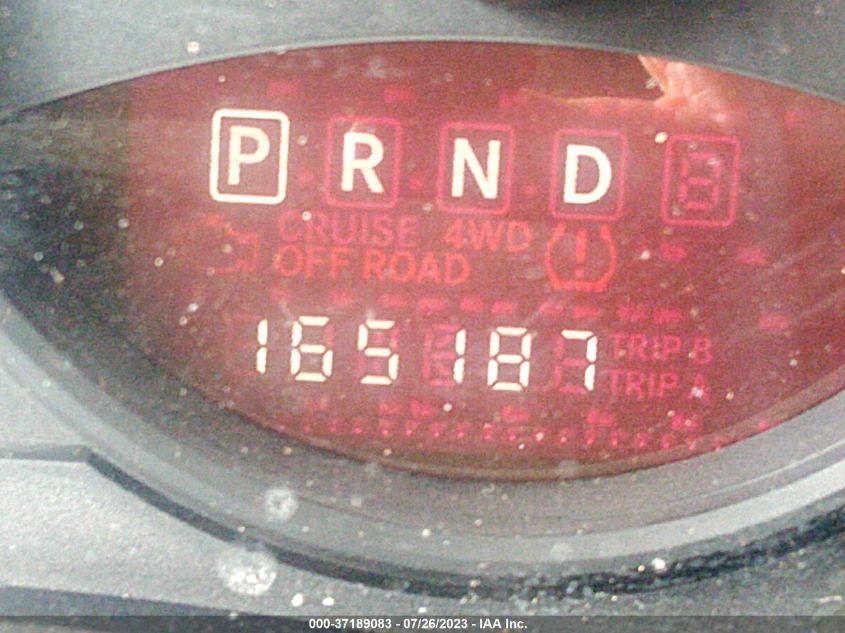 P R N D
CRUISE 4WD
OFF ROAD
165187 TRIP B
TRIP A
000-37189083 - 07/26/2023 - IAA Inc.